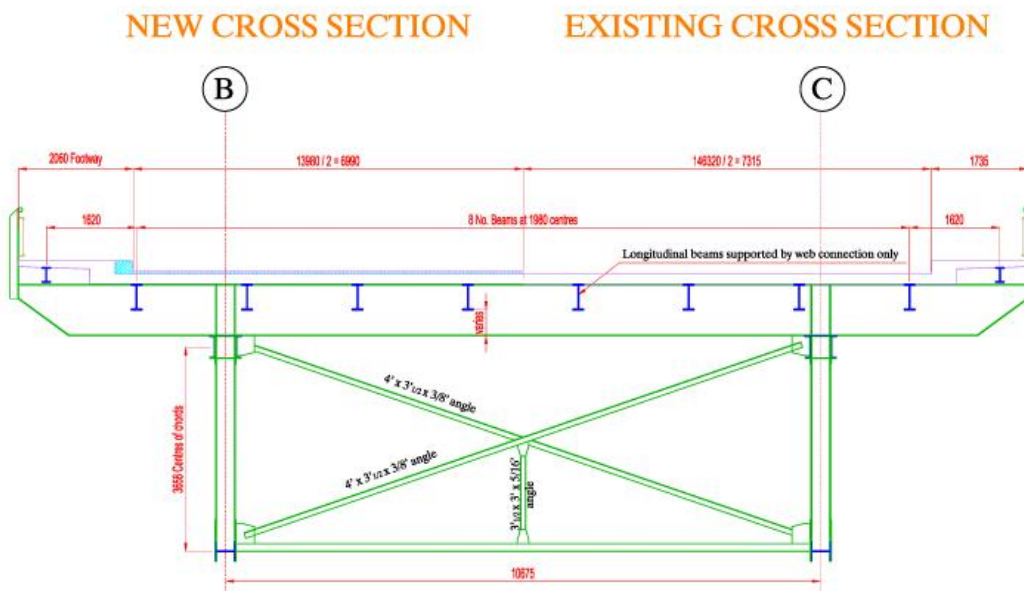 NEW CROSS SECTION
EXISTING CROSS SECTION
B
C
2060 Footway
13980 / 2 = 6990
146320 / 2 = 7315
1735
1620
8 No. Beams at 1980 centres
1620
Longitudinal beams supported by web connection only
varies
4' x 3'1/2 x 3/8' angle
4' x 3'1/2 x 3/8' angle
3'1/2 x 3' x 5/16'
angle
3658 Centres of chords
10675